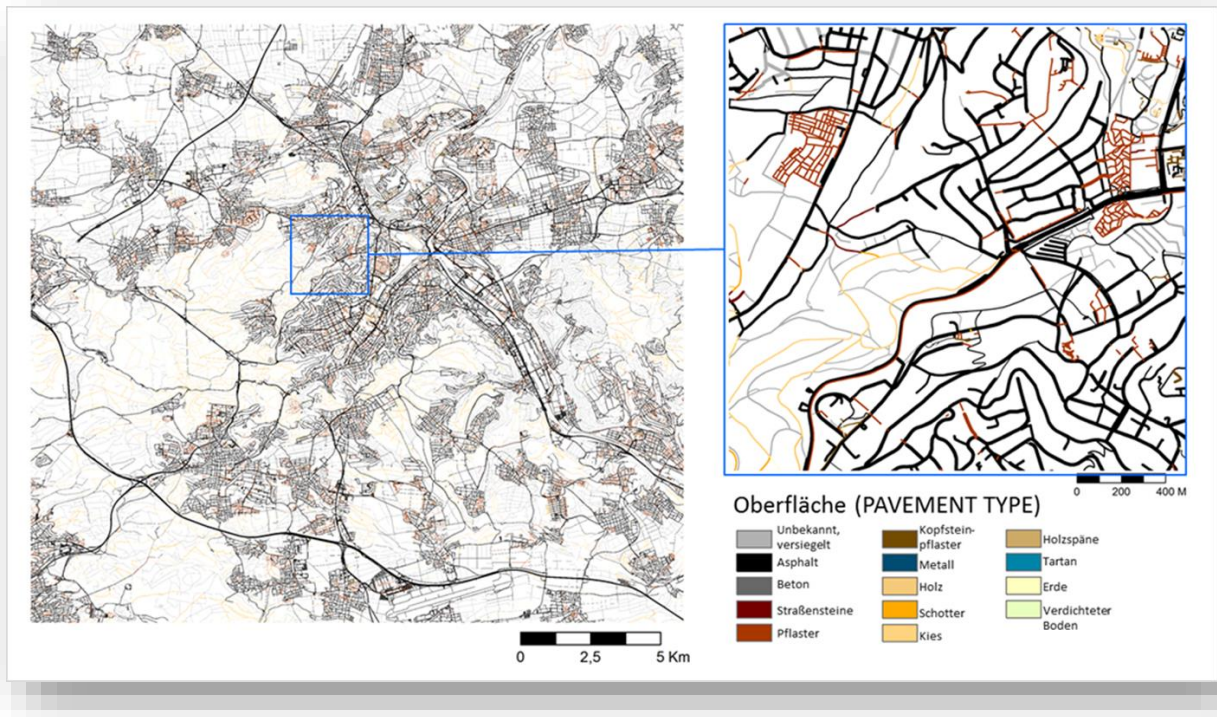 0 2,5 5 Km
0 200 400 M
Oberfläche (PAVEMENT TYPE)
Unbekannt,
versiegelt
Asphalt
Beton
Straßensteine
Pflaster
Kopfstein-
pflaster
Metall
Holz
Schotter
Kies
Holzspäne
Tartan
Erde
Verdichteter
Boden